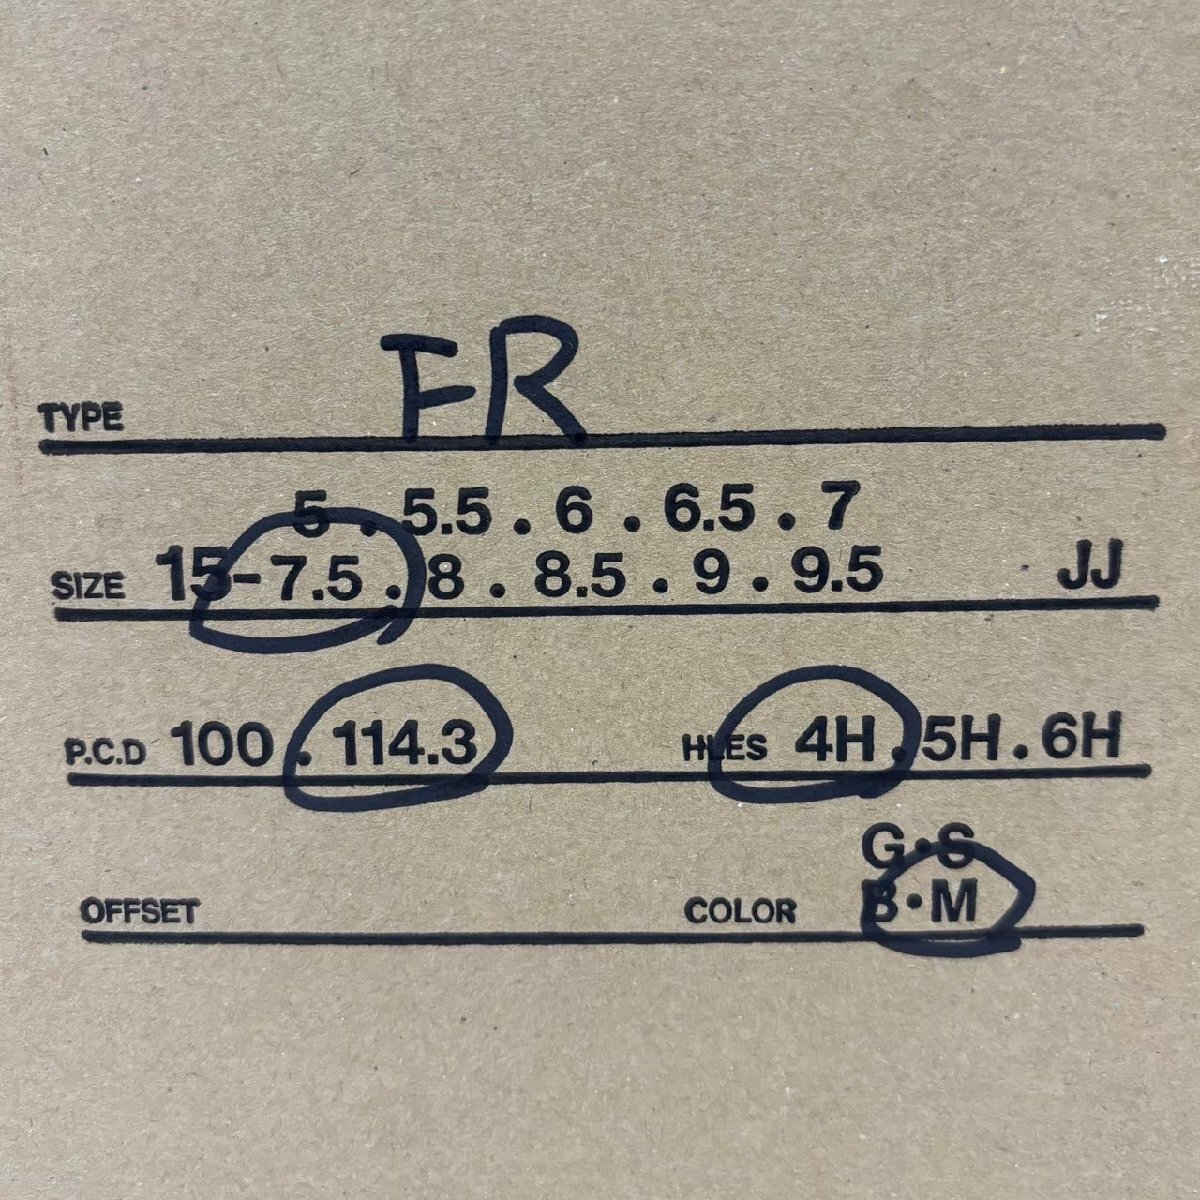 TYPE FR
5 . 5.5 . 6 . 6.5 . 7
SIZE 15-7.5 . 8 . 8.5 . 9 . 9.5 JJ
P.C.D 100 . 114.3 HLES 4H . 5H . 6H
G・S
OFFSET COLOR B・M